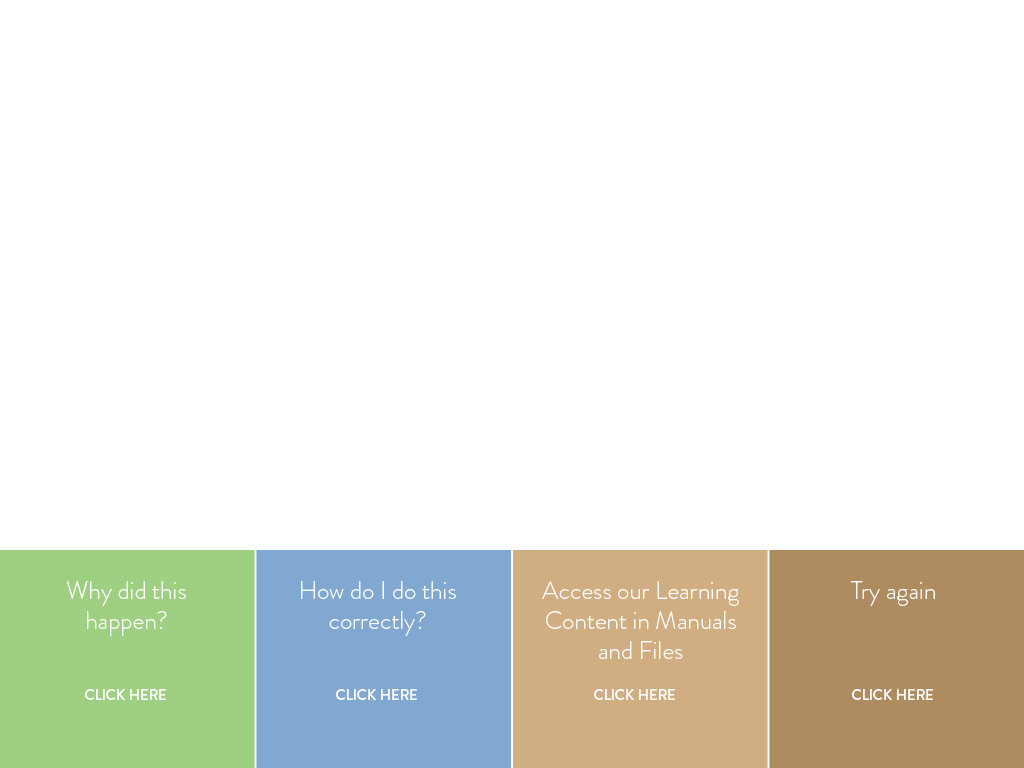 Why did this
happen?
CLICK HERE
How do I do this
correctly?
CLICK HERE
Access our Learning
Content in Manuals
and Files
CLICK HERE
Try again
CLICK HERE